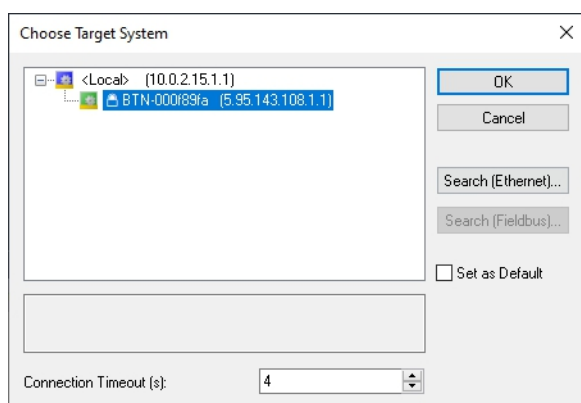 Choose Target System
<Local> (10.0.2.15.1.1)
BTN-000f89fa (5.95.143.108.1.1)
OK
Cancel
Search (Ethernet)...
Search (Fieldbus)...
Set as Default
Connection Timeout (s):
4